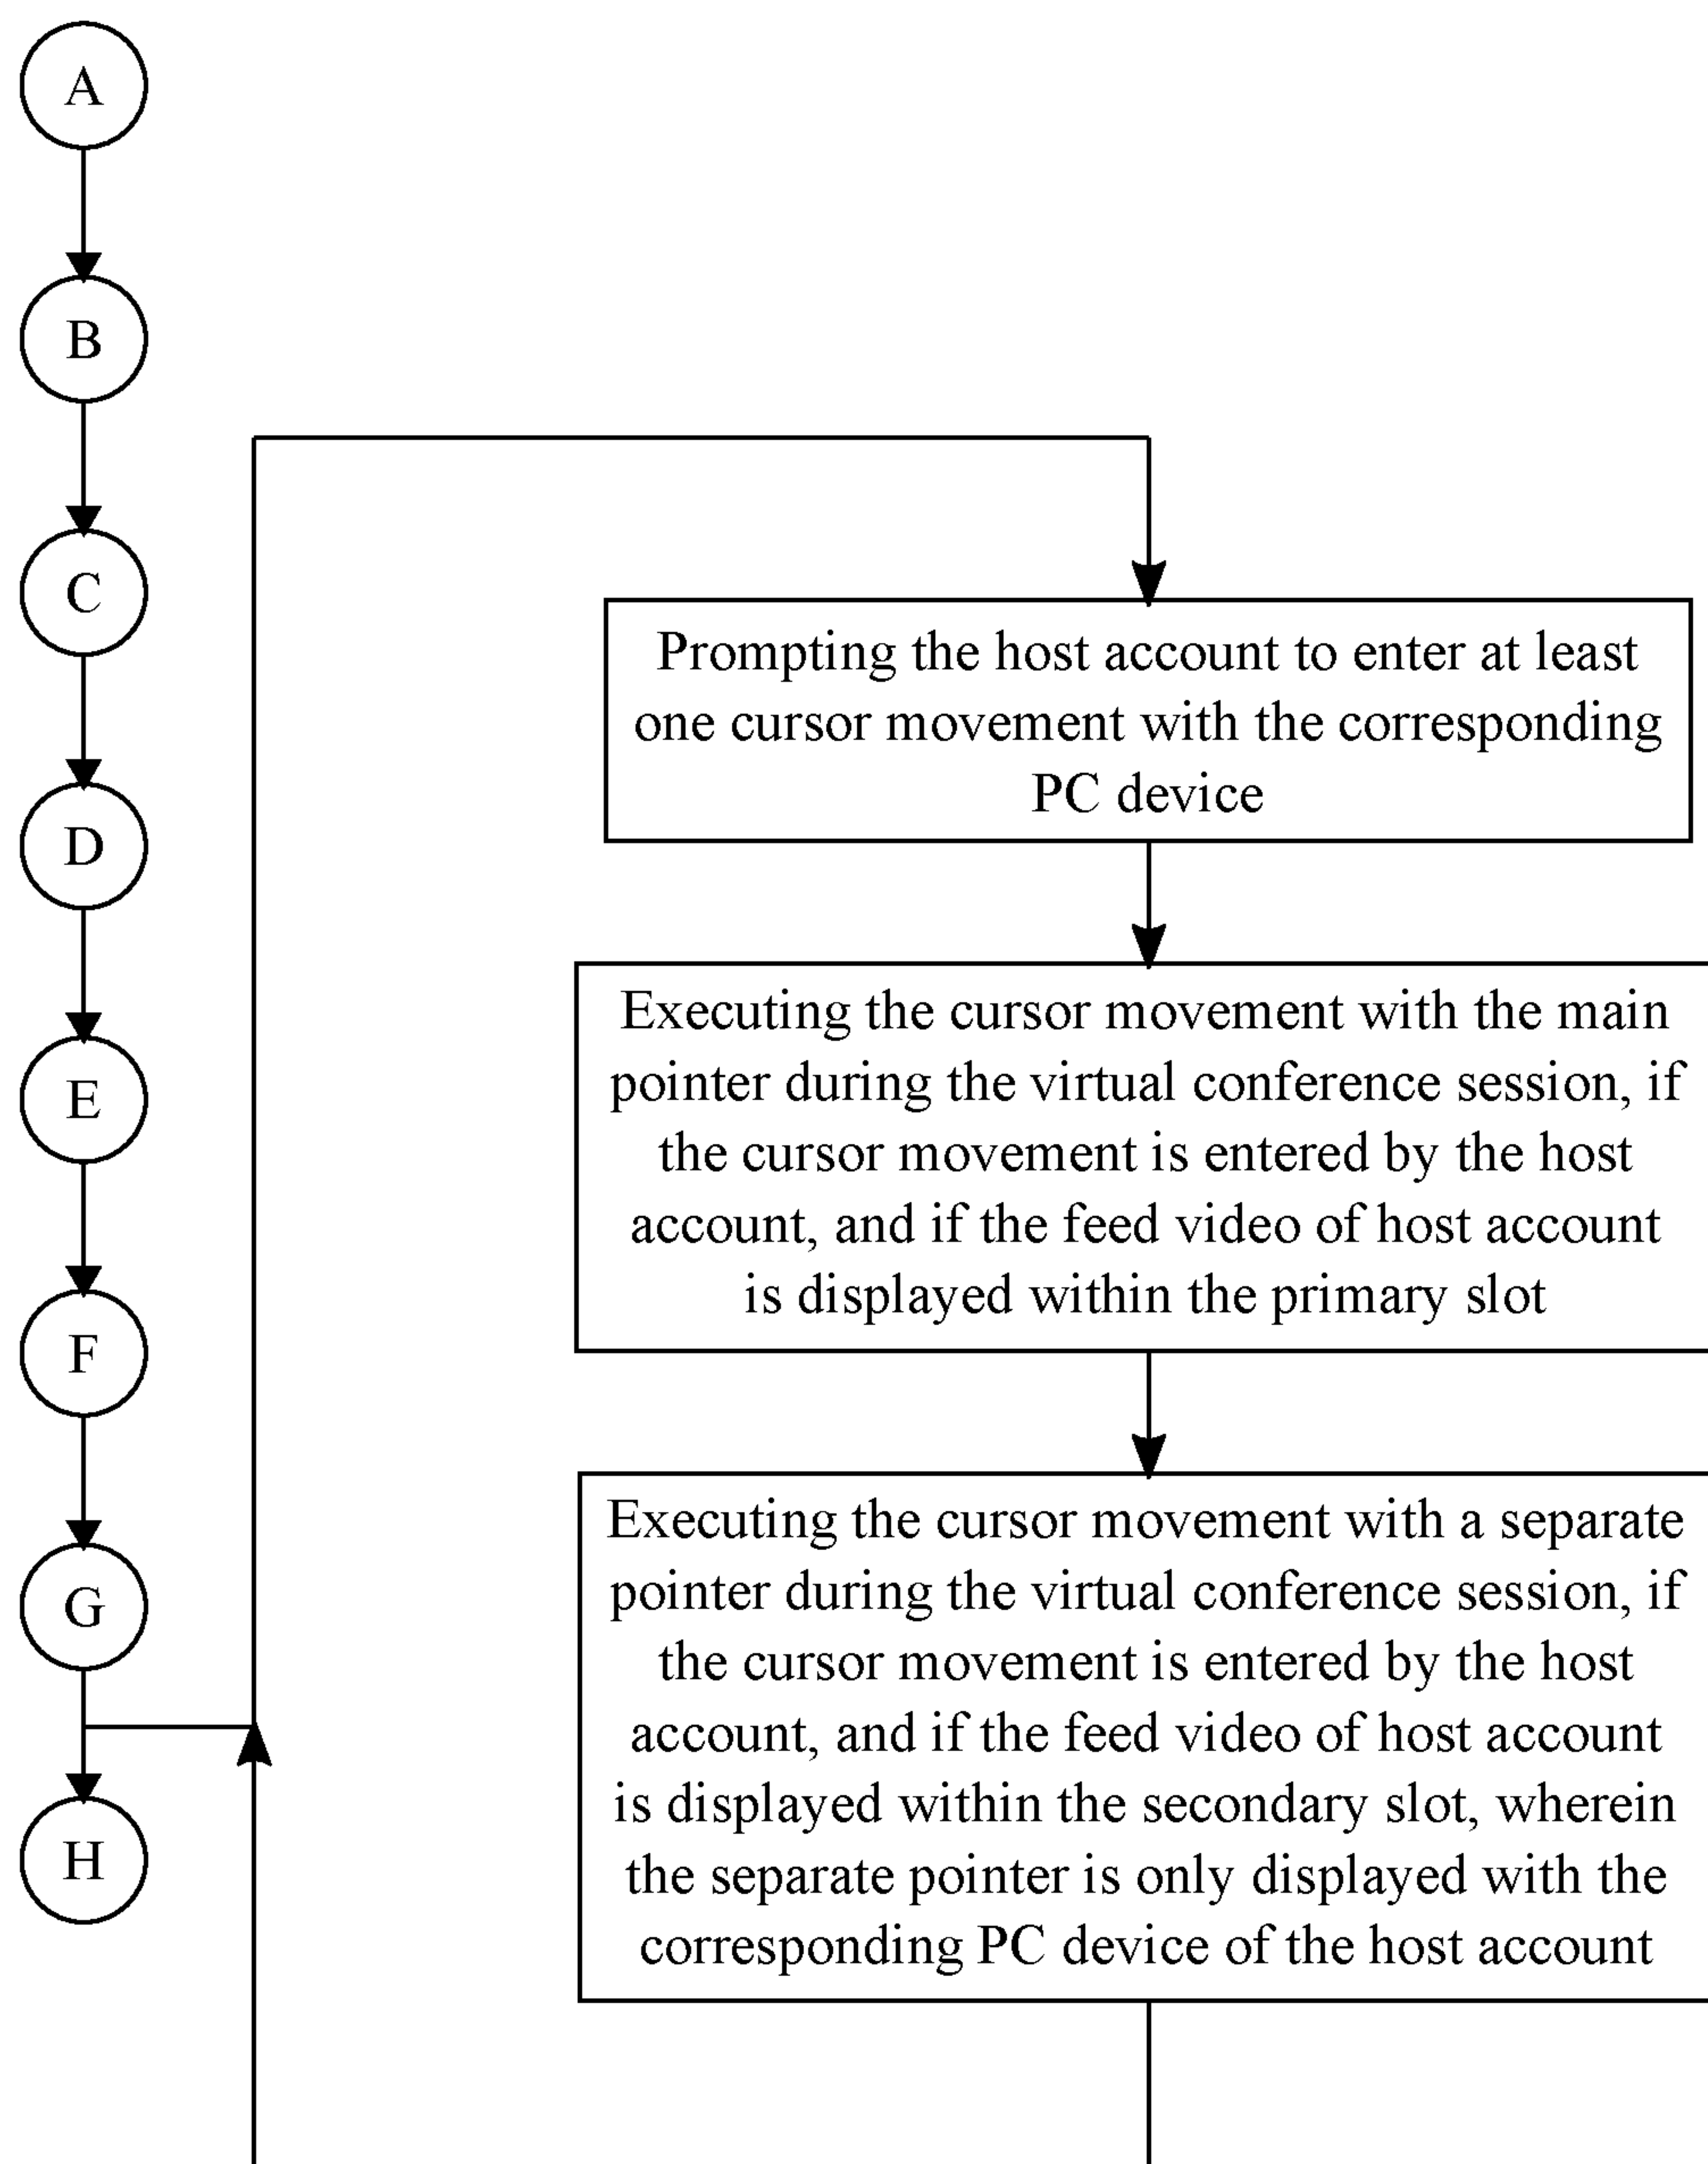 A
B
C
D
E
F
G
H
Prompting the host account to enter at least
one cursor movement with the corresponding
PC device
Executing the cursor movement with the main
pointer during the virtual conference session, if
the cursor movement is entered by the host
account, and if the feed video of host account
is displayed within the primary slot
Executing the cursor movement with a separate
pointer during the virtual conference session, if
the cursor movement is entered by the host
account, and if the feed video of host account
is displayed within the secondary slot, wherein
the separate pointer is only displayed with the
corresponding PC device of the host account